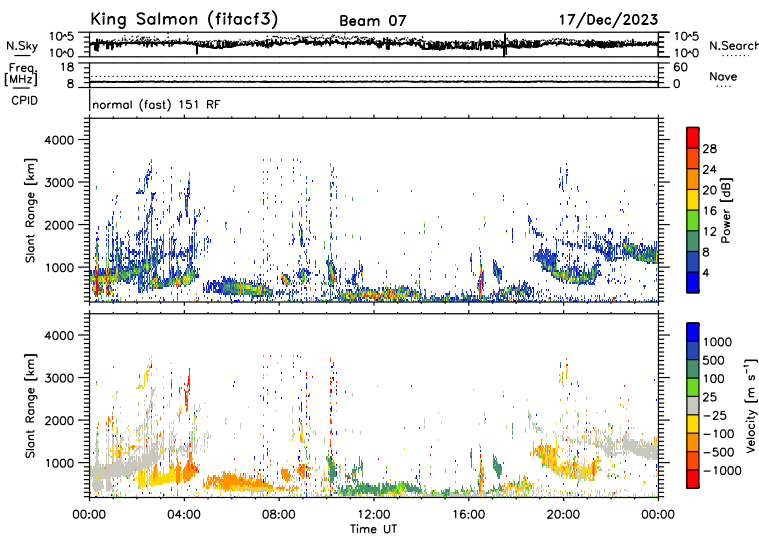 King Salmon (fitacf3) Beam 07 17/Dec/2023
N.Sky 10^5 10^0 10^5 10^0 N.Search
Freq. [MHz] 18 8 60 0 Nave
CPID normal (fast) 151 RF
Slant Range [km] 4000 3000 2000 1000
Power [dB] 28 24 20 16 12 8 4
Slant Range [km] 4000 3000 2000 1000
Velocity [m s⁻¹] 1000 500 100 25 −25 −100 −500 −1000
00:00 04:00 08:00 12:00 16:00 20:00 00:00
Time UT